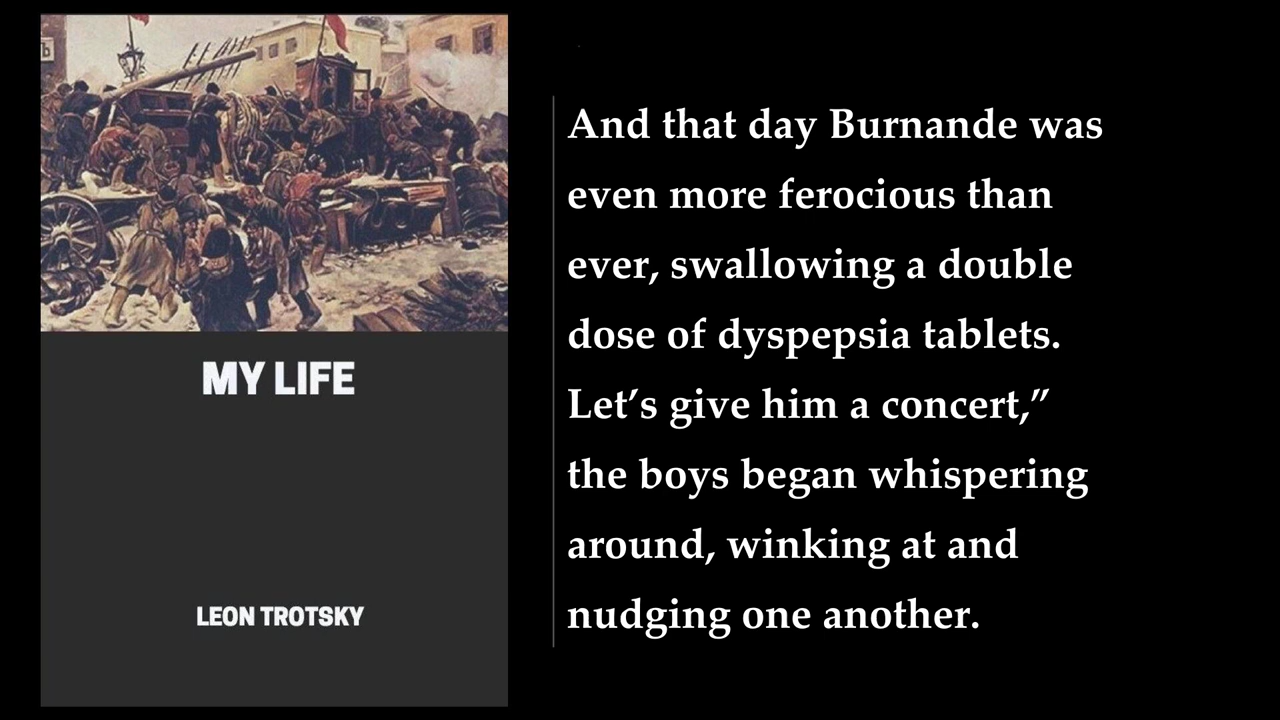 Ъ
MY LIFE
LEON TROTSKY
And that day Burnande was
even more ferocious than
ever, swallowing a double
dose of dyspepsia tablets.
Let’s give him a concert,”
the boys began whispering
around, winking at and
nudging one another.